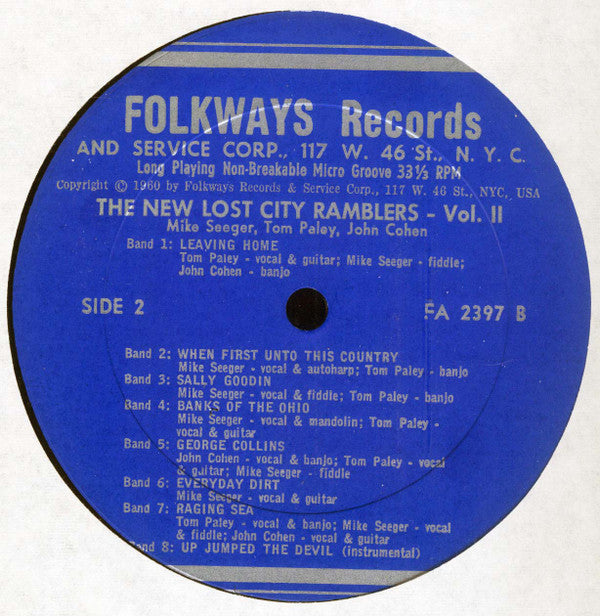 FOLKWAYS Records
AND SERVICE CORP., 117 W. 46 St., N. Y. C.
Long Playing Non-Breakable Micro Groove 33⅓ RPM
Copyright © 1960 by Folkways Records & Service Corp., 117 W. 46 St., NYC, USA
THE NEW LOST CITY RAMBLERS - Vol. II
Mike Seeger, Tom Paley, John Cohen
Band 1: LEAVING HOME
Tom Paley - vocal & guitar; Mike Seeger - fiddle;
John Cohen - banjo
SIDE 2
FA 2397 B
Band 2: WHEN FIRST UNTO THIS COUNTRY
Mike Seeger - vocal & autoharp; Tom Paley - banjo
Band 3: SALLY GOODIN
Mike Seeger - vocal & fiddle; Tom Paley - banjo
Band 4: BANKS OF THE OHIO
Mike Seeger - vocal & mandolin; Tom Paley -
vocal & guitar
Band 5: GEORGE COLLINS
John Cohen - vocal & banjo; Tom Paley - vocal
& guitar; Mike Seeger - fiddle
Band 6: EVERYDAY DIRT
Mike Seeger - vocal & guitar
Band 7: RAGING SEA
Tom Paley - vocal & banjo; Mike Seeger - vocal
& fiddle; John Cohen - vocal & guitar
Band 8: UP JUMPED THE DEVIL (instrumental)